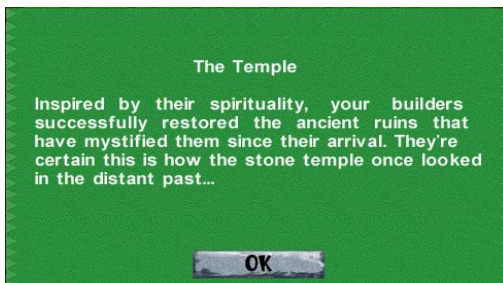 The Temple
Inspired by their spirituality, your builders
successfully restored the ancient ruins that
have mystified them since their arrival. They're
certain this is how the stone temple once looked
in the distant past...
OK